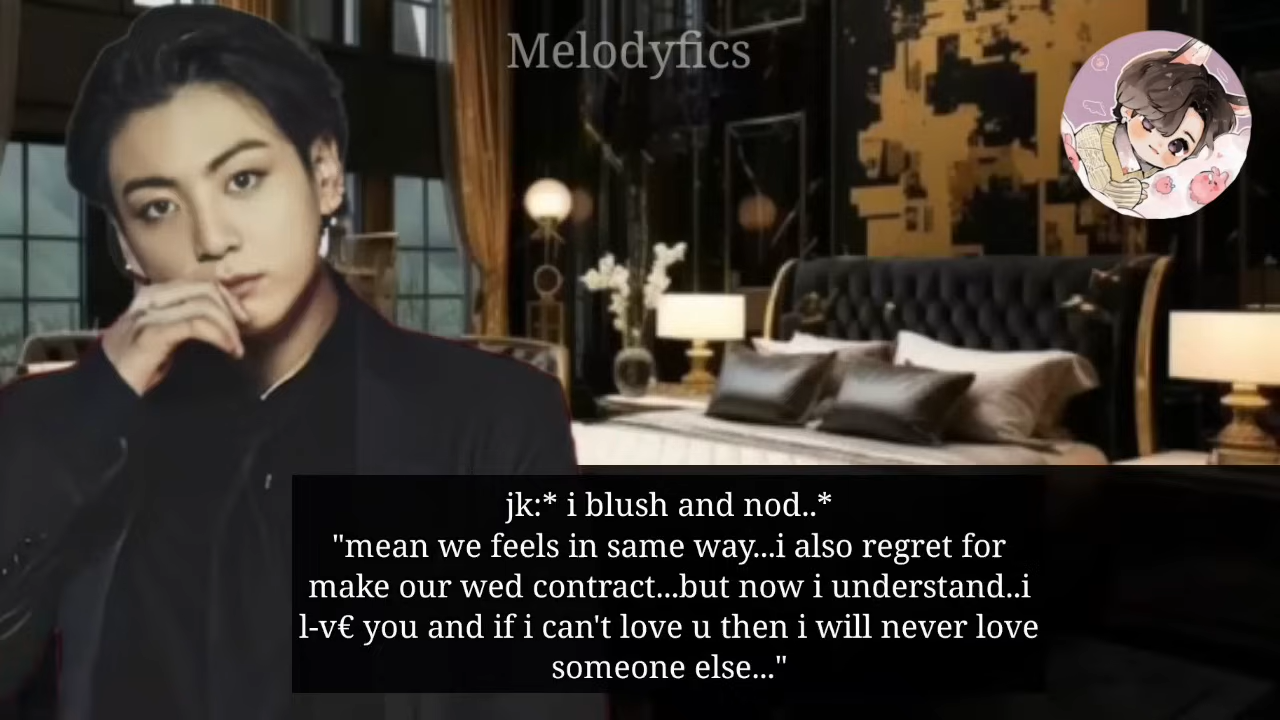 Melodyfics
jk:* i blush and nod..*
"mean we feels in same way...i also regret for
make our wed contract...but now i understand..i
l-v€ you and if i can't love u then i will never love
someone else..."